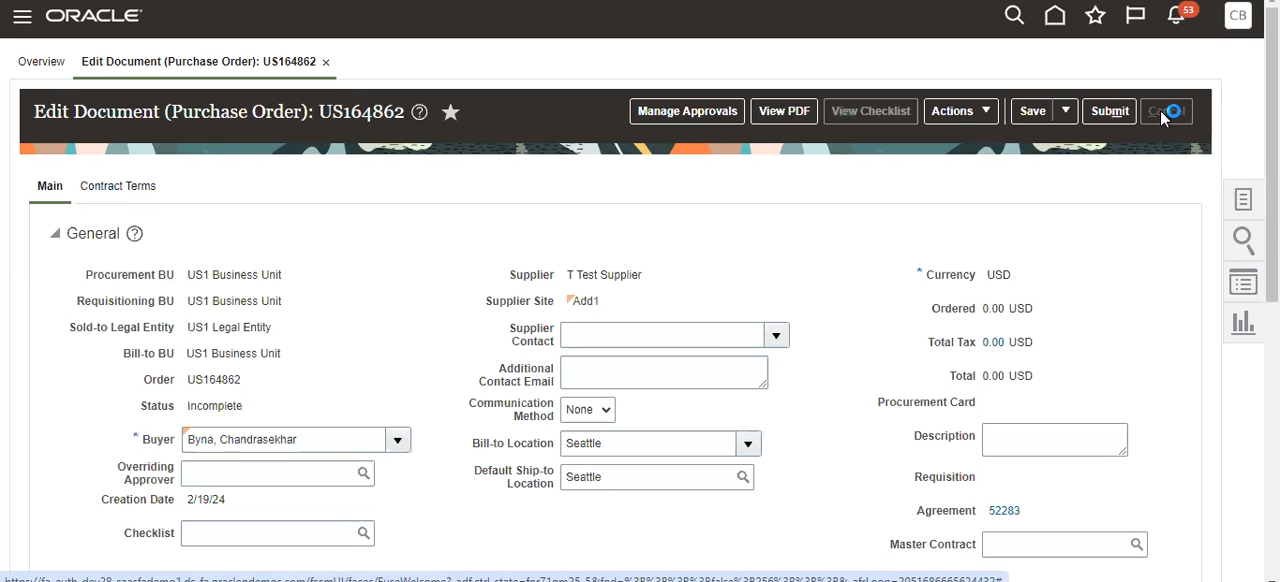 ORACLE
53
CB
Overview
Edit Document (Purchase Order): US164862 ×
Edit Document (Purchase Order): US164862
Manage Approvals
View PDF
View Checklist
Actions
Save
Submit
Main
Contract Terms
General
Procurement BU US1 Business Unit
Requisitioning BU US1 Business Unit
Sold-to Legal Entity US1 Legal Entity
Bill-to BU US1 Business Unit
Order US164862
Status Incomplete
* Buyer Byna, Chandrasekhar
Overriding
Approver
Creation Date 2/19/24
Checklist
Supplier T Test Supplier
Supplier Site Add1
Supplier
Contact
Additional
Contact Email
Communication
Method None
Bill-to Location Seattle
Default Ship-to
Location Seattle
* Currency USD
Ordered 0.00 USD
Total Tax 0.00 USD
Total 0.00 USD
Procurement Card
Description
Requisition
Agreement 52283
Master Contract